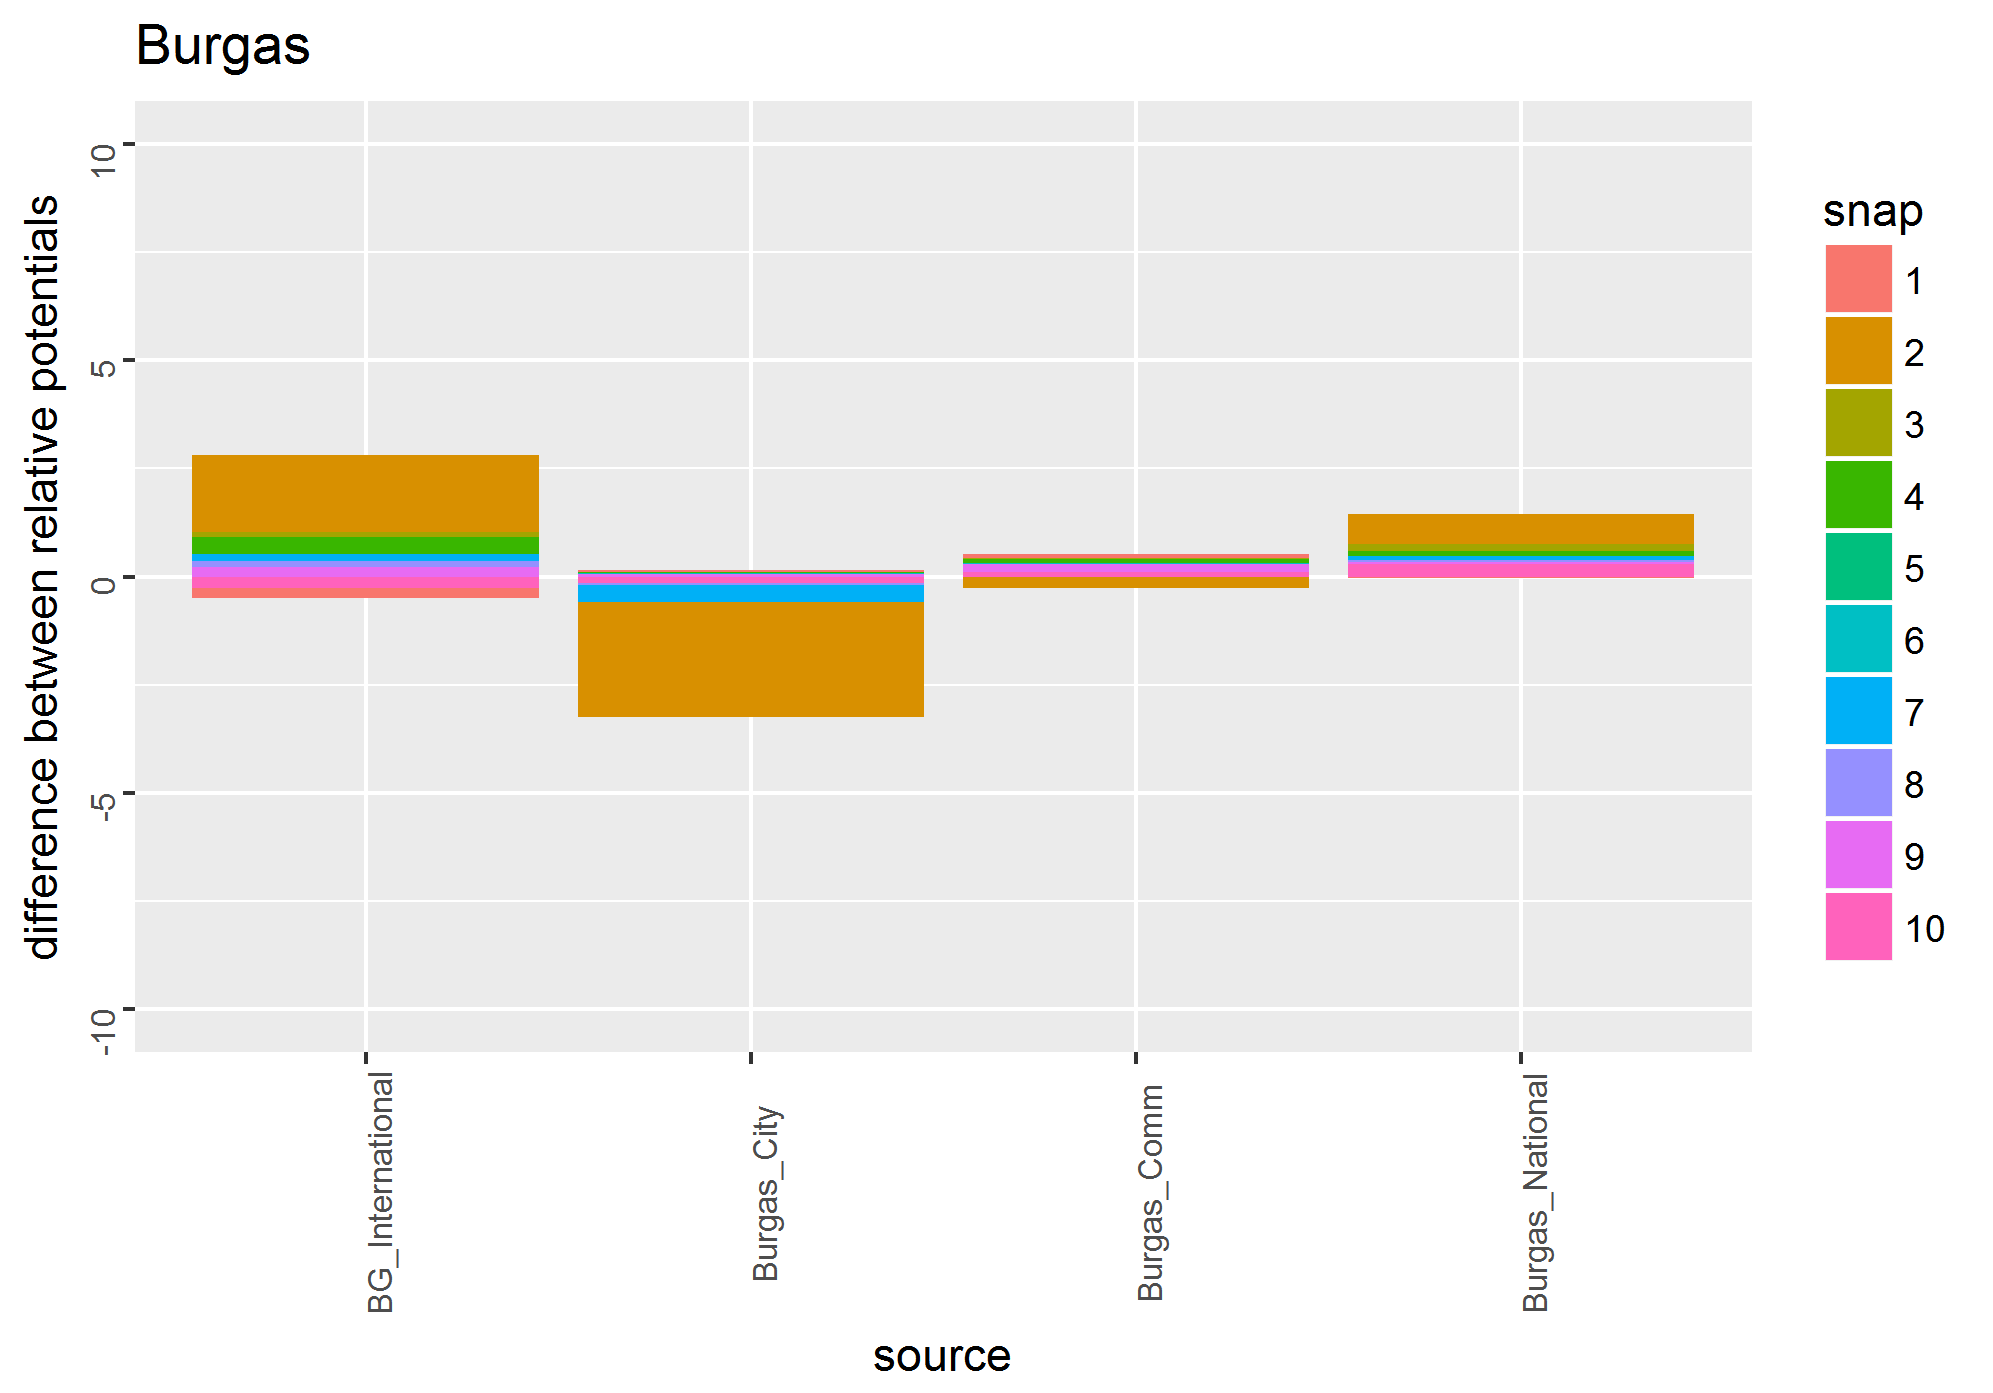 Burgas
difference between relative potentials
10
5
0
-5
-10
BG_International
Burgas_City
Burgas_Comm
Burgas_National
source
snap
1
2
3
4
5
6
7
8
9
10